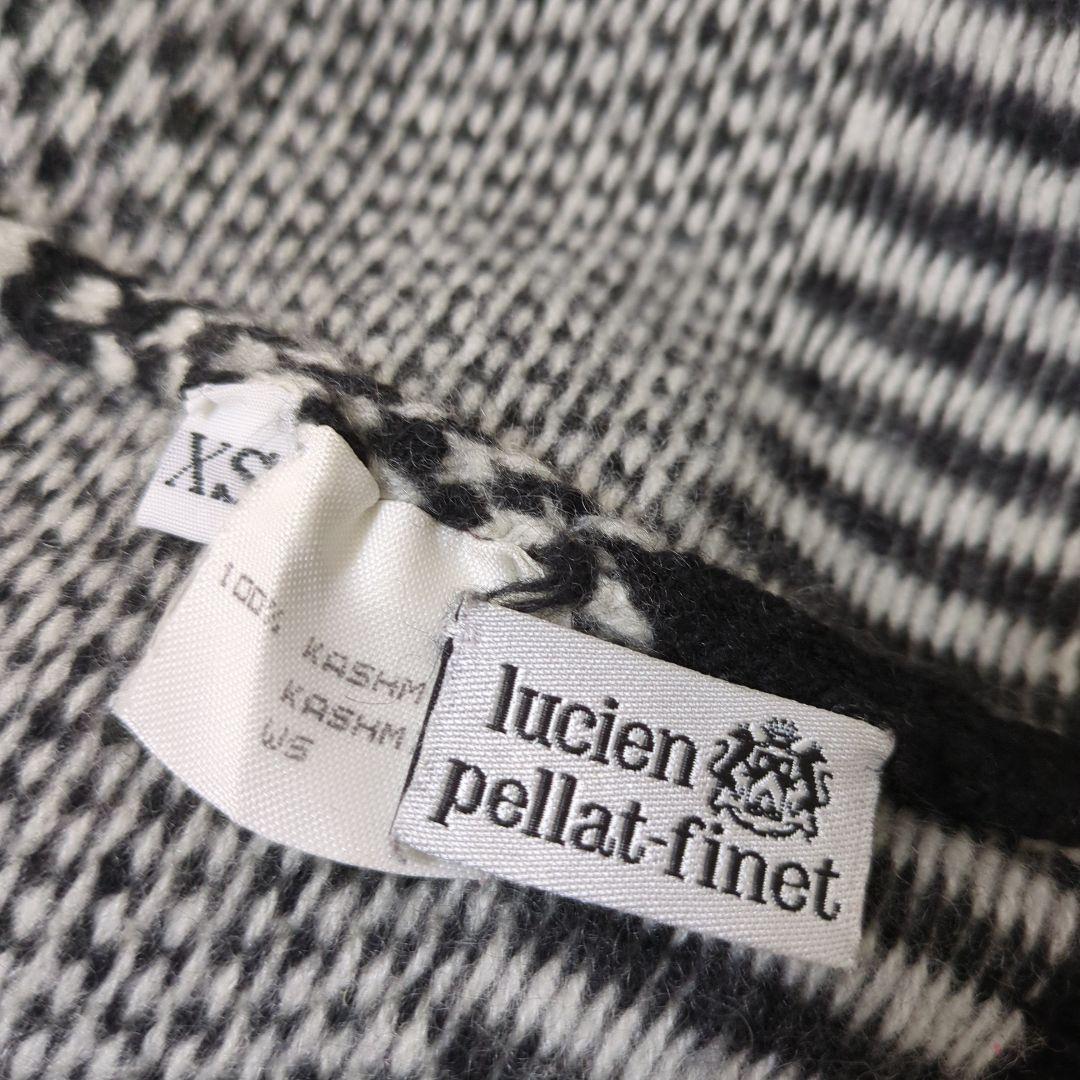 XS
100%
KASHM
KASHM
WS
lucien
pellat-finet